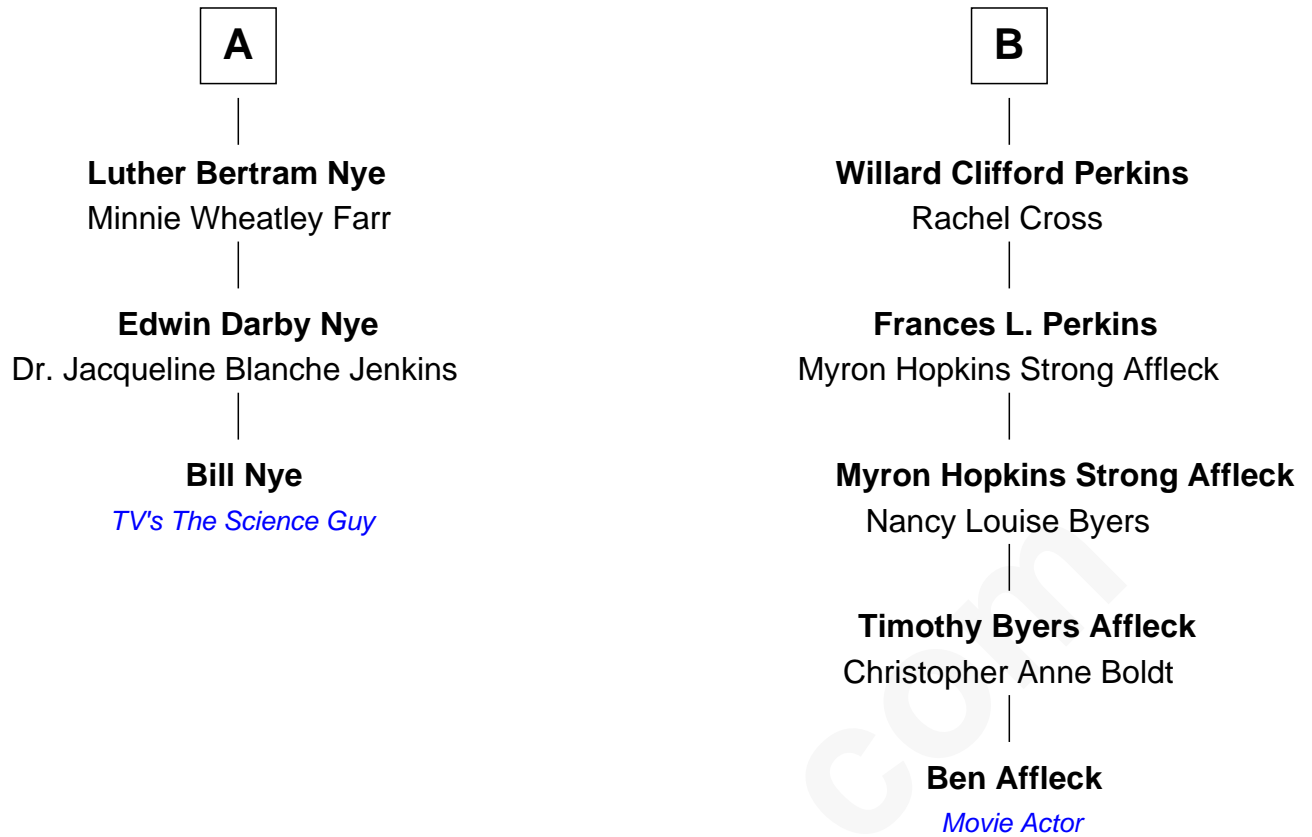 A
Luther Bertram Nye
Minnie Wheatley Farr
Edwin Darby Nye
Dr. Jacqueline Blanche Jenkins
Bill Nye
TV's The Science Guy
B
Willard Clifford Perkins
Rachel Cross
Frances L. Perkins
Myron Hopkins Strong Affleck
Myron Hopkins Strong Affleck
Nancy Louise Byers
Timothy Byers Affleck
Christopher Anne Boldt
Ben Affleck
Movie Actor
com